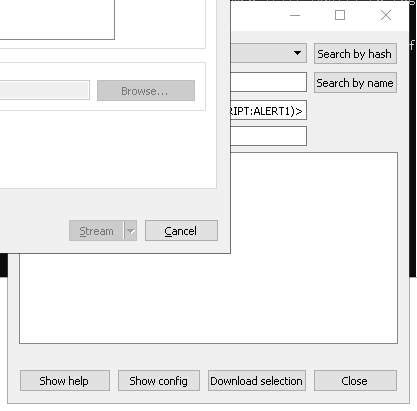 Search by hash
Browse...
Search by name
RIPT:ALERT1)>
Stream
Cancel
Show help
Show config
Download selection
Close